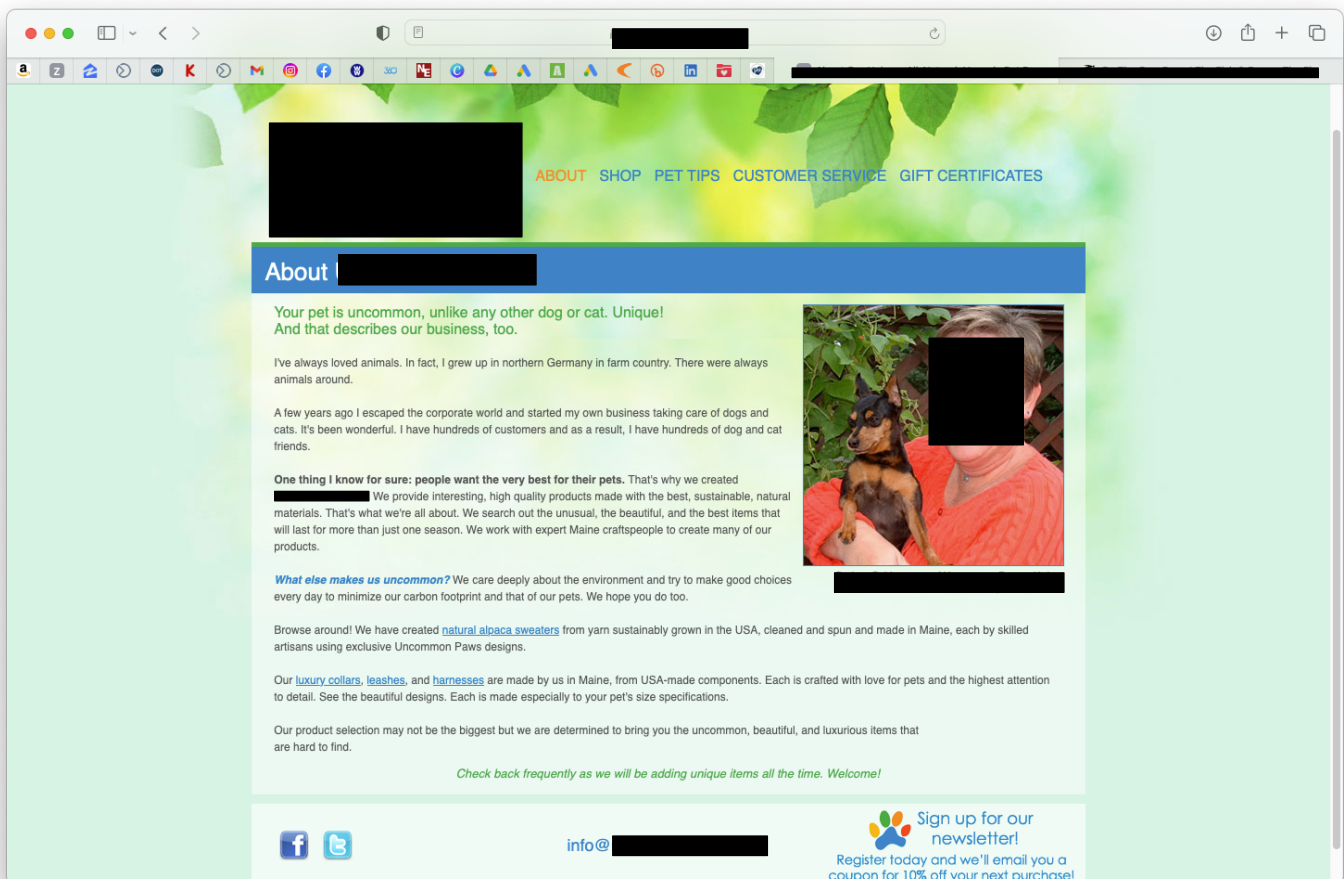 ABOUT SHOP PET TIPS CUSTOMER SERVICE GIFT CERTIFICATES
About
Your pet is uncommon, unlike any other dog or cat. Unique!
And that describes our business, too.
I've always loved animals. In fact, I grew up in northern Germany in farm country. There were always
animals around.
A few years ago I escaped the corporate world and started my own business taking care of dogs and
cats. It's been wonderful. I have hundreds of customers and as a result, I have hundreds of dog and cat
friends.
One thing I know for sure: people want the very best for their pets. That's why we created
We provide interesting, high quality products made with the best, sustainable, natural
materials. That's what we're all about. We search out the unusual, the beautiful, and the best items that
will last for more than just one season. We work with expert Maine craftspeople to create many of our
products.
What else makes us uncommon? We care deeply about the environment and try to make good choices
every day to minimize our carbon footprint and that of our pets. We hope you do too.
Browse around! We have created natural alpaca sweaters from yarn sustainably grown in the USA, cleaned and spun and made in Maine, each by skilled
artisans using exclusive Uncommon Paws designs.
Our luxury collars, leashes, and harnesses are made by us in Maine, from USA-made components. Each is crafted with love for pets and the highest attention
to detail. See the beautiful designs. Each is made especially to your pet's size specifications.
Our product selection may not be the biggest but we are determined to bring you the uncommon, beautiful, and luxurious items that
are hard to find.
Check back frequently as we will be adding unique items all the time. Welcome!
info@
Sign up for our
newsletter!
Register today and we'll email you a
coupon for 10% off your next purchase!